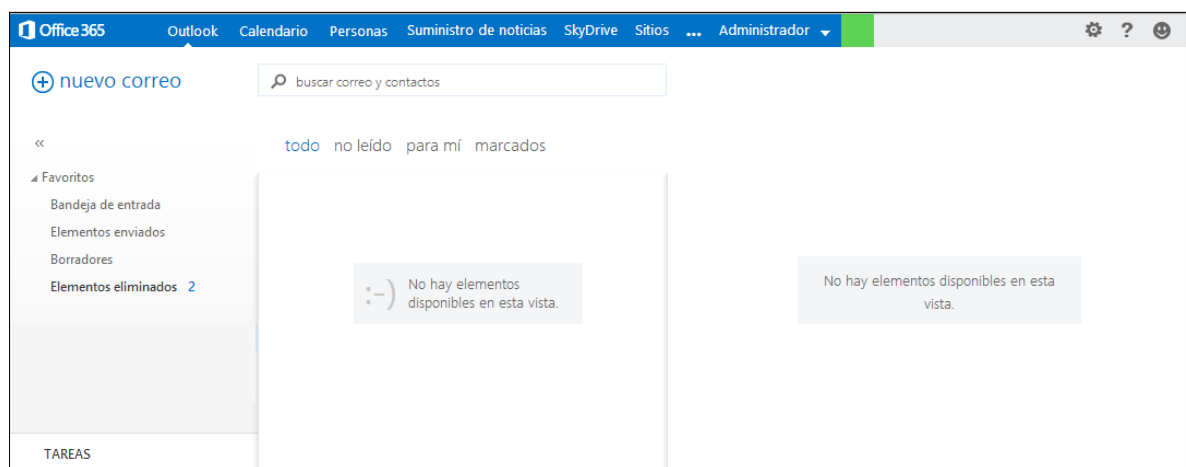 Office 365 Outlook Calendario Personas Suministro de noticias SkyDrive Sitios ... Administrador ?
nuevo correo
buscar correo y contactos
«
todo no leído para mí marcados
Favoritos
Bandeja de entrada
Elementos enviados
Borradores
Elementos eliminados 2
:-)
No hay elementos
disponibles en esta vista.
No hay elementos disponibles en esta
vista.
TAREAS